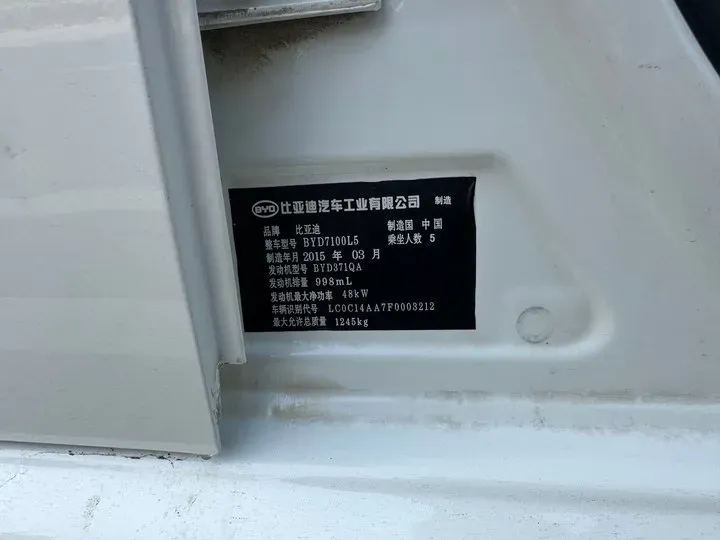 BYD 比亚迪汽车工业有限公司 制造
品牌 比亚迪 制造国 中国
整车型号 BYD7100L5 乘坐人数 5
制造年月 2015 年 03 月
发动机型号 BYD371QA
发动机排量 998mL
发动机最大净功率 48kW
车辆识别代号 LC0C14AA7F0003212
最大允许总质量 1245kg